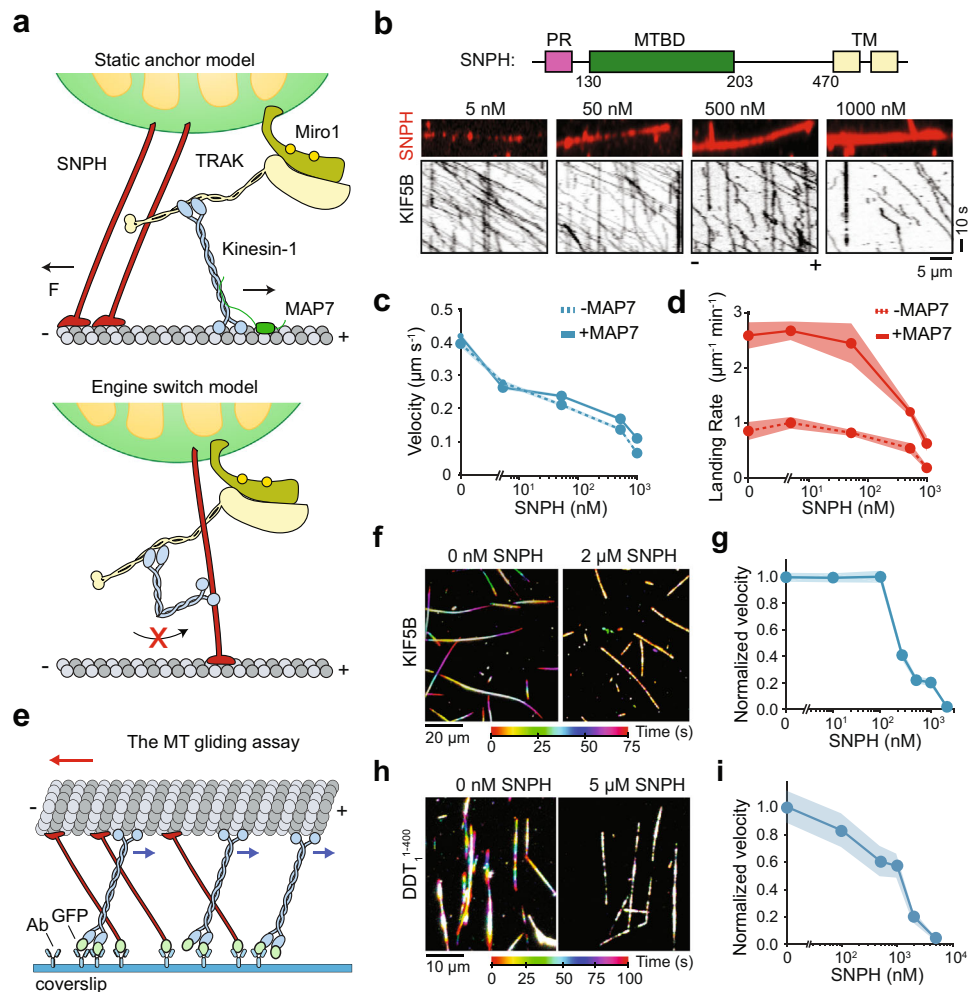 a
Static anchor model
Miro1
SNPH
TRAK
Kinesin-1
F
MAP7
-
+
Engine switch model
X
-
+
b
PR
MTBD
TM
SNPH:
130
203
470
5 nM
50 nM
500 nM
1000 nM
SNPH
KIF5B
10 s
-
+
5 µm
c
-MAP7
+MAP7
Velocity (µm s⁻¹)
0.4
0.3
0.2
0.1
0
0
10¹
10²
10³
SNPH (nM)
d
-MAP7
+MAP7
Landing Rate (µm⁻¹ min⁻¹)
3
2
1
0
0
10¹
10²
10³
SNPH (nM)
e
The MT gliding assay
-
+
Ab
GFP
coverslip
f
0 nM SNPH
2 µM SNPH
KIF5B
20 µm
0
25
50
75
Time (s)
g
Normalized velocity
1.0
0.8
0.6
0.4
0.2
0.0
0
10¹
10²
10³
SNPH (nM)
h
0 nM SNPH
5 µM SNPH
DDT₁¹⁻⁴⁰⁰
10 µm
0
25
50
75
100
Time (s)
i
Normalized velocity
1.0
0.8
0.6
0.4
0.2
0.0
0
10²
10³
10⁴
SNPH (nM)